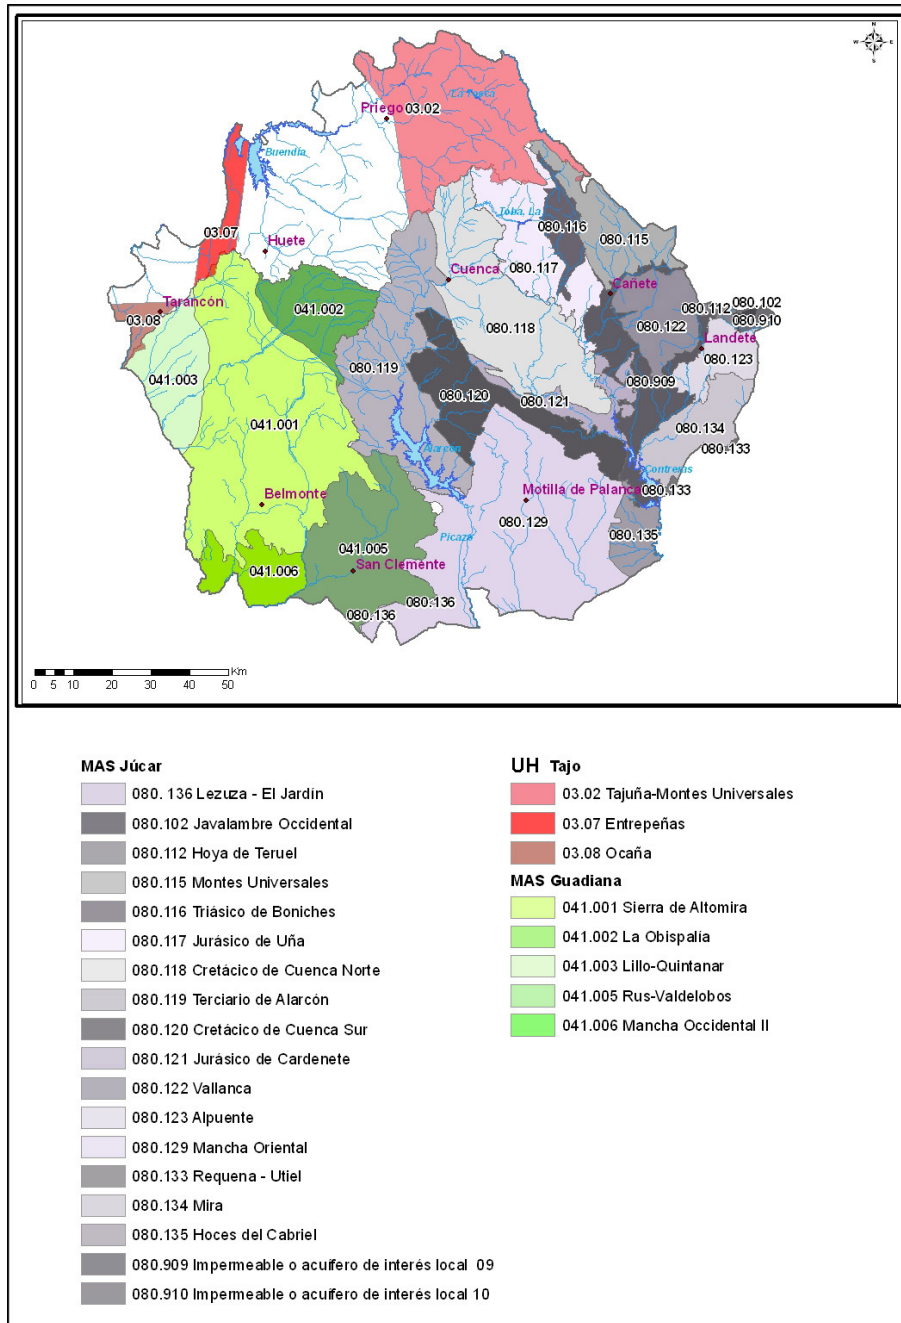 N
W E
S
La Tosca
Priego
03.02
Buendía
Toba, La
080.116
080.115
03.07
Huete
080.117
Cuenca
Cañete
041.002
080.112
080.102
080.910
Tarancón
03.08
080.118
080.122
Landete
080.123
041.003
080.119
080.909
080.120
080.121
041.001
080.134
Alarcón
080.133
Contreras
Belmonte
Motilla de Palanca
080.133
080.129
080.135
Picazo
041.005
San Clemente
041.006
080.136
080.136
Km
0 5 10 20 30 40 50
MAS Júcar
080. 136 Lezuza - El Jardín
080.102 Javalambre Occidental
080.112 Hoya de Teruel
080.115 Montes Universales
080.116 Triásico de Boniches
080.117 Jurásico de Uña
080.118 Cretácico de Cuenca Norte
080.119 Terciario de Alarcón
080.120 Cretácico de Cuenca Sur
080.121 Jurásico de Cardenete
080.122 Vallanca
080.123 Alpuente
080.129 Mancha Oriental
080.133 Requena - Utiel
080.134 Mira
080.135 Hoces del Cabriel
080.909 Impermeable o acuífero de interés local 09
080.910 Impermeable o acuífero de interés local 10
UH Tajo
03.02 Tajuña-Montes Universales
03.07 Entrepeñas
03.08 Ocaña
MAS Guadiana
041.001 Sierra de Altomira
041.002 La Obispalía
041.003 Lillo-Quintanar
041.005 Rus-Valdelobos
041.006 Mancha Occidental II